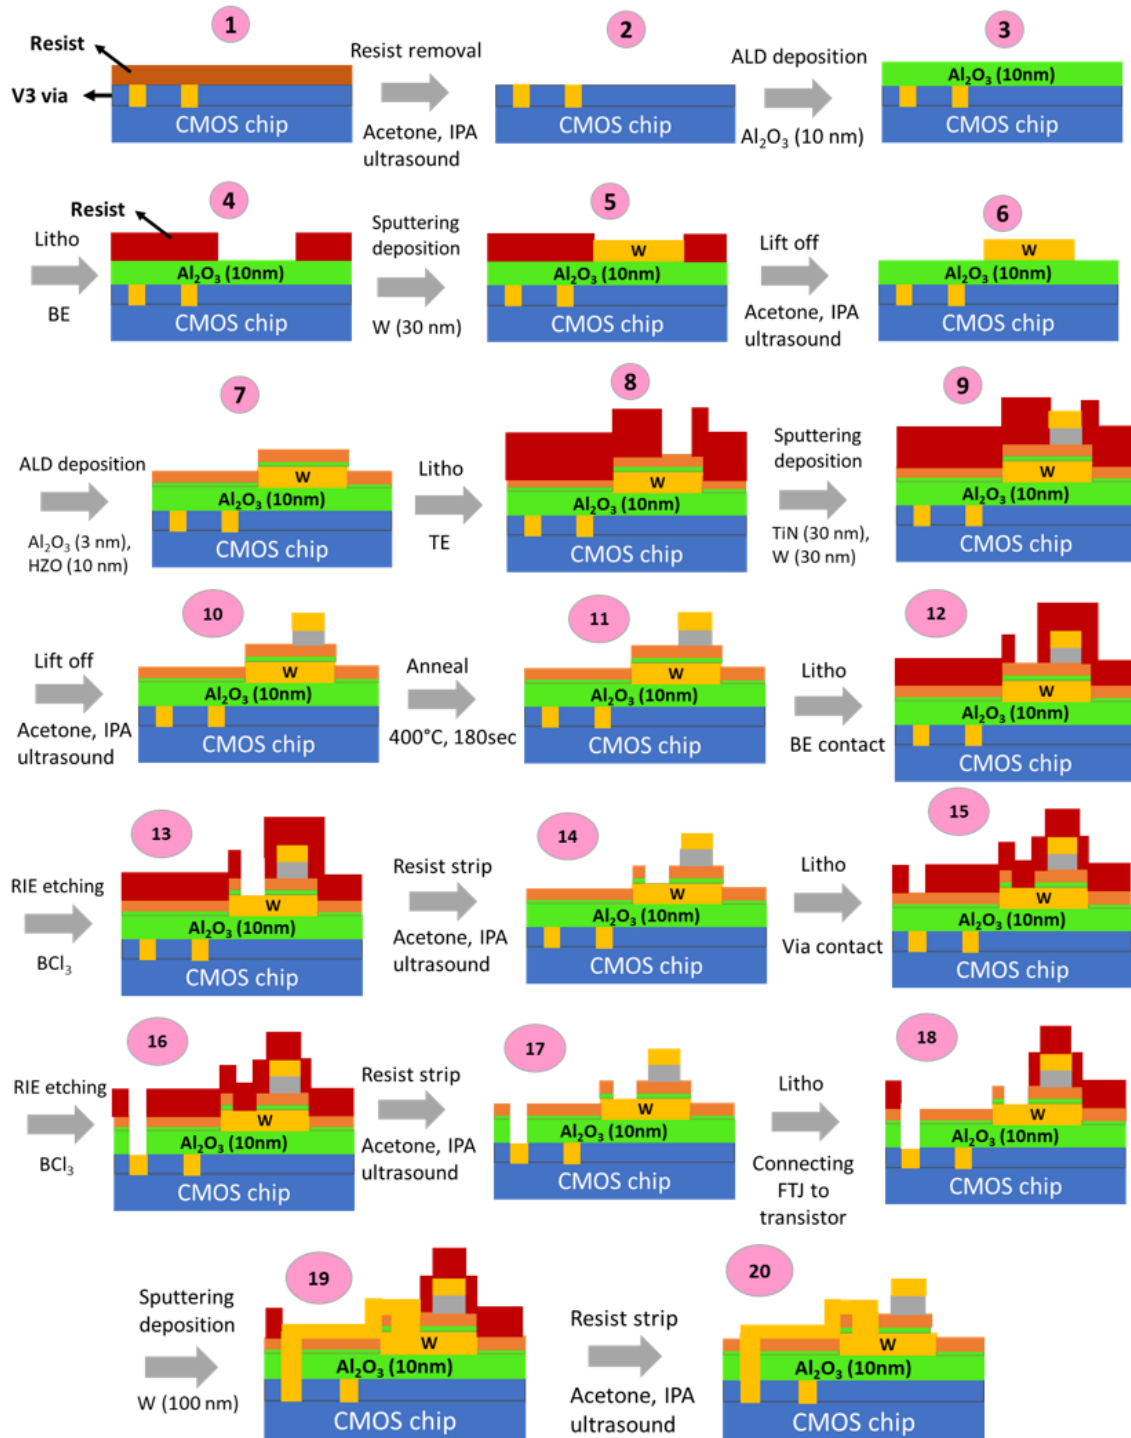 1
2
3
Resist
V3 via
CMOS chip
Resist removal
Acetone, IPA
ultrasound
CMOS chip
ALD deposition
Al₂O₃ (10 nm)
Al₂O₃ (10nm)
CMOS chip
4
5
6
Litho
BE
Resist
Al₂O₃ (10nm)
CMOS chip
Sputtering
deposition
W (30 nm)
W
Al₂O₃ (10nm)
CMOS chip
Lift off
Acetone, IPA
ultrasound
W
Al₂O₃ (10nm)
CMOS chip
7
8
9
ALD deposition
Al₂O₃ (3 nm),
HZO (10 nm)
W
Al₂O₃ (10nm)
CMOS chip
Litho
TE
W
Al₂O₃ (10nm)
CMOS chip
Sputtering
deposition
TiN (30 nm),
W (30 nm)
W
Al₂O₃ (10nm)
CMOS chip
10
11
12
Lift off
Acetone, IPA
ultrasound
W
Al₂O₃ (10nm)
CMOS chip
Anneal
400°C, 180sec
W
Al₂O₃ (10nm)
CMOS chip
Litho
BE contact
W
Al₂O₃ (10nm)
CMOS chip
13
14
15
RIE etching
BCl₃
W
Al₂O₃ (10nm)
CMOS chip
Resist strip
Acetone, IPA
ultrasound
W
Al₂O₃ (10nm)
CMOS chip
Litho
Via contact
W
Al₂O₃ (10nm)
CMOS chip
16
17
18
RIE etching
BCl₃
W
Al₂O₃ (10nm)
CMOS chip
Resist strip
Acetone, IPA
ultrasound
W
Al₂O₃ (10nm)
CMOS chip
Litho
Connecting
FTJ to
transistor
W
Al₂O₃ (10nm)
CMOS chip
19
20
Sputtering
deposition
W (100 nm)
W
Al₂O₃ (10nm)
CMOS chip
Resist strip
Acetone, IPA
ultrasound
W
Al₂O₃ (10nm)
CMOS chip